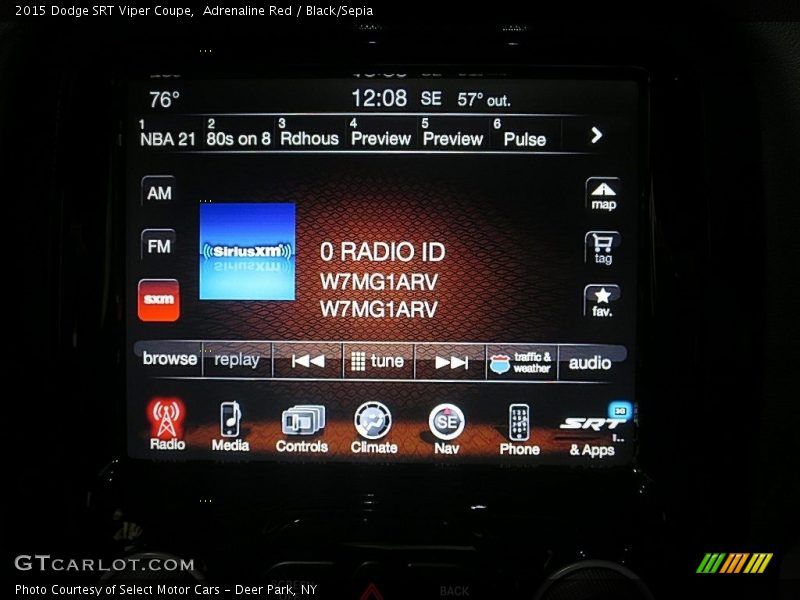 2015 Dodge SRT Viper Coupe,  Adrenaline Red / Black/Sepia
76° 12:08 SE 57° out.
1 NBA 21 2 80s on 8 3 Rdhous 4 Preview 5 Preview 6 Pulse
AM
map
FM
((SiriusXM))
0 RADIO ID
tag
W7MG1ARV
sxm
W7MG1ARV
fav.
browse replay tune traffic & weather audio
SE
3G
SRT
Radio Media Controls Climate Nav Phone & Apps
GTCARLOT.COM
BACK
Photo Courtesy of Select Motor Cars - Deer Park, NY